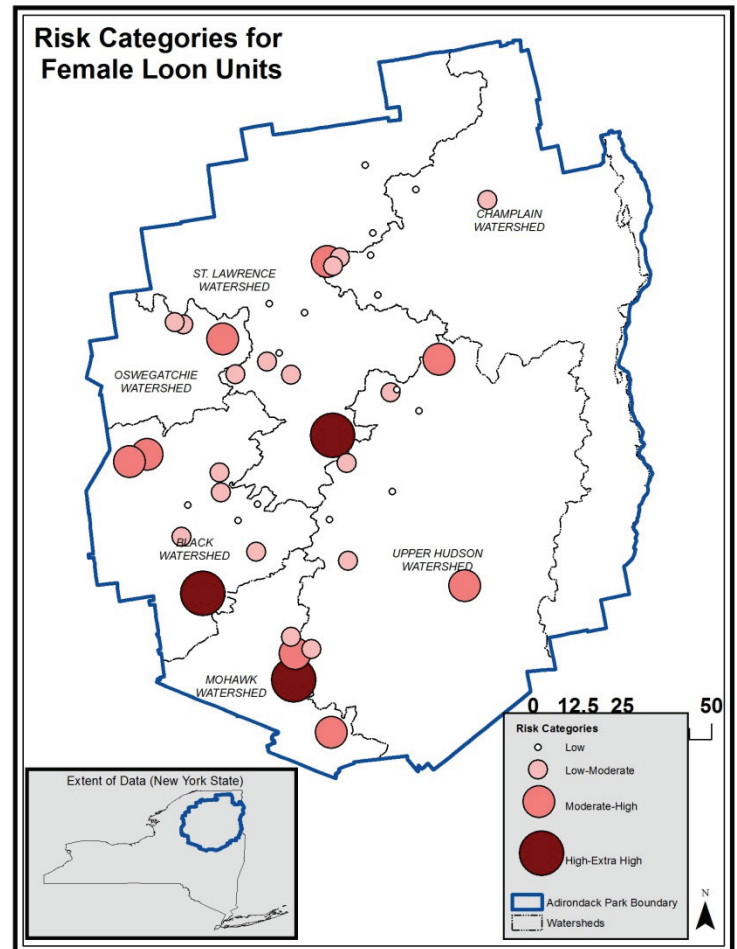 Risk Categories for
Female Loon Units
CHAMPLAIN
WATERSHED
ST. LAWRENCE
WATERSHED
OSWEGATCHIE
WATERSHED
BLACK
WATERSHED
UPPER HUDSON
WATERSHED
MOHAWK
WATERSHED
0 12.5 25 50
Risk Categories
Low
Low-Moderate
Moderate-High
High-Extra High
Adirondack Park Boundary
Watersheds
N
Extent of Data (New York State)